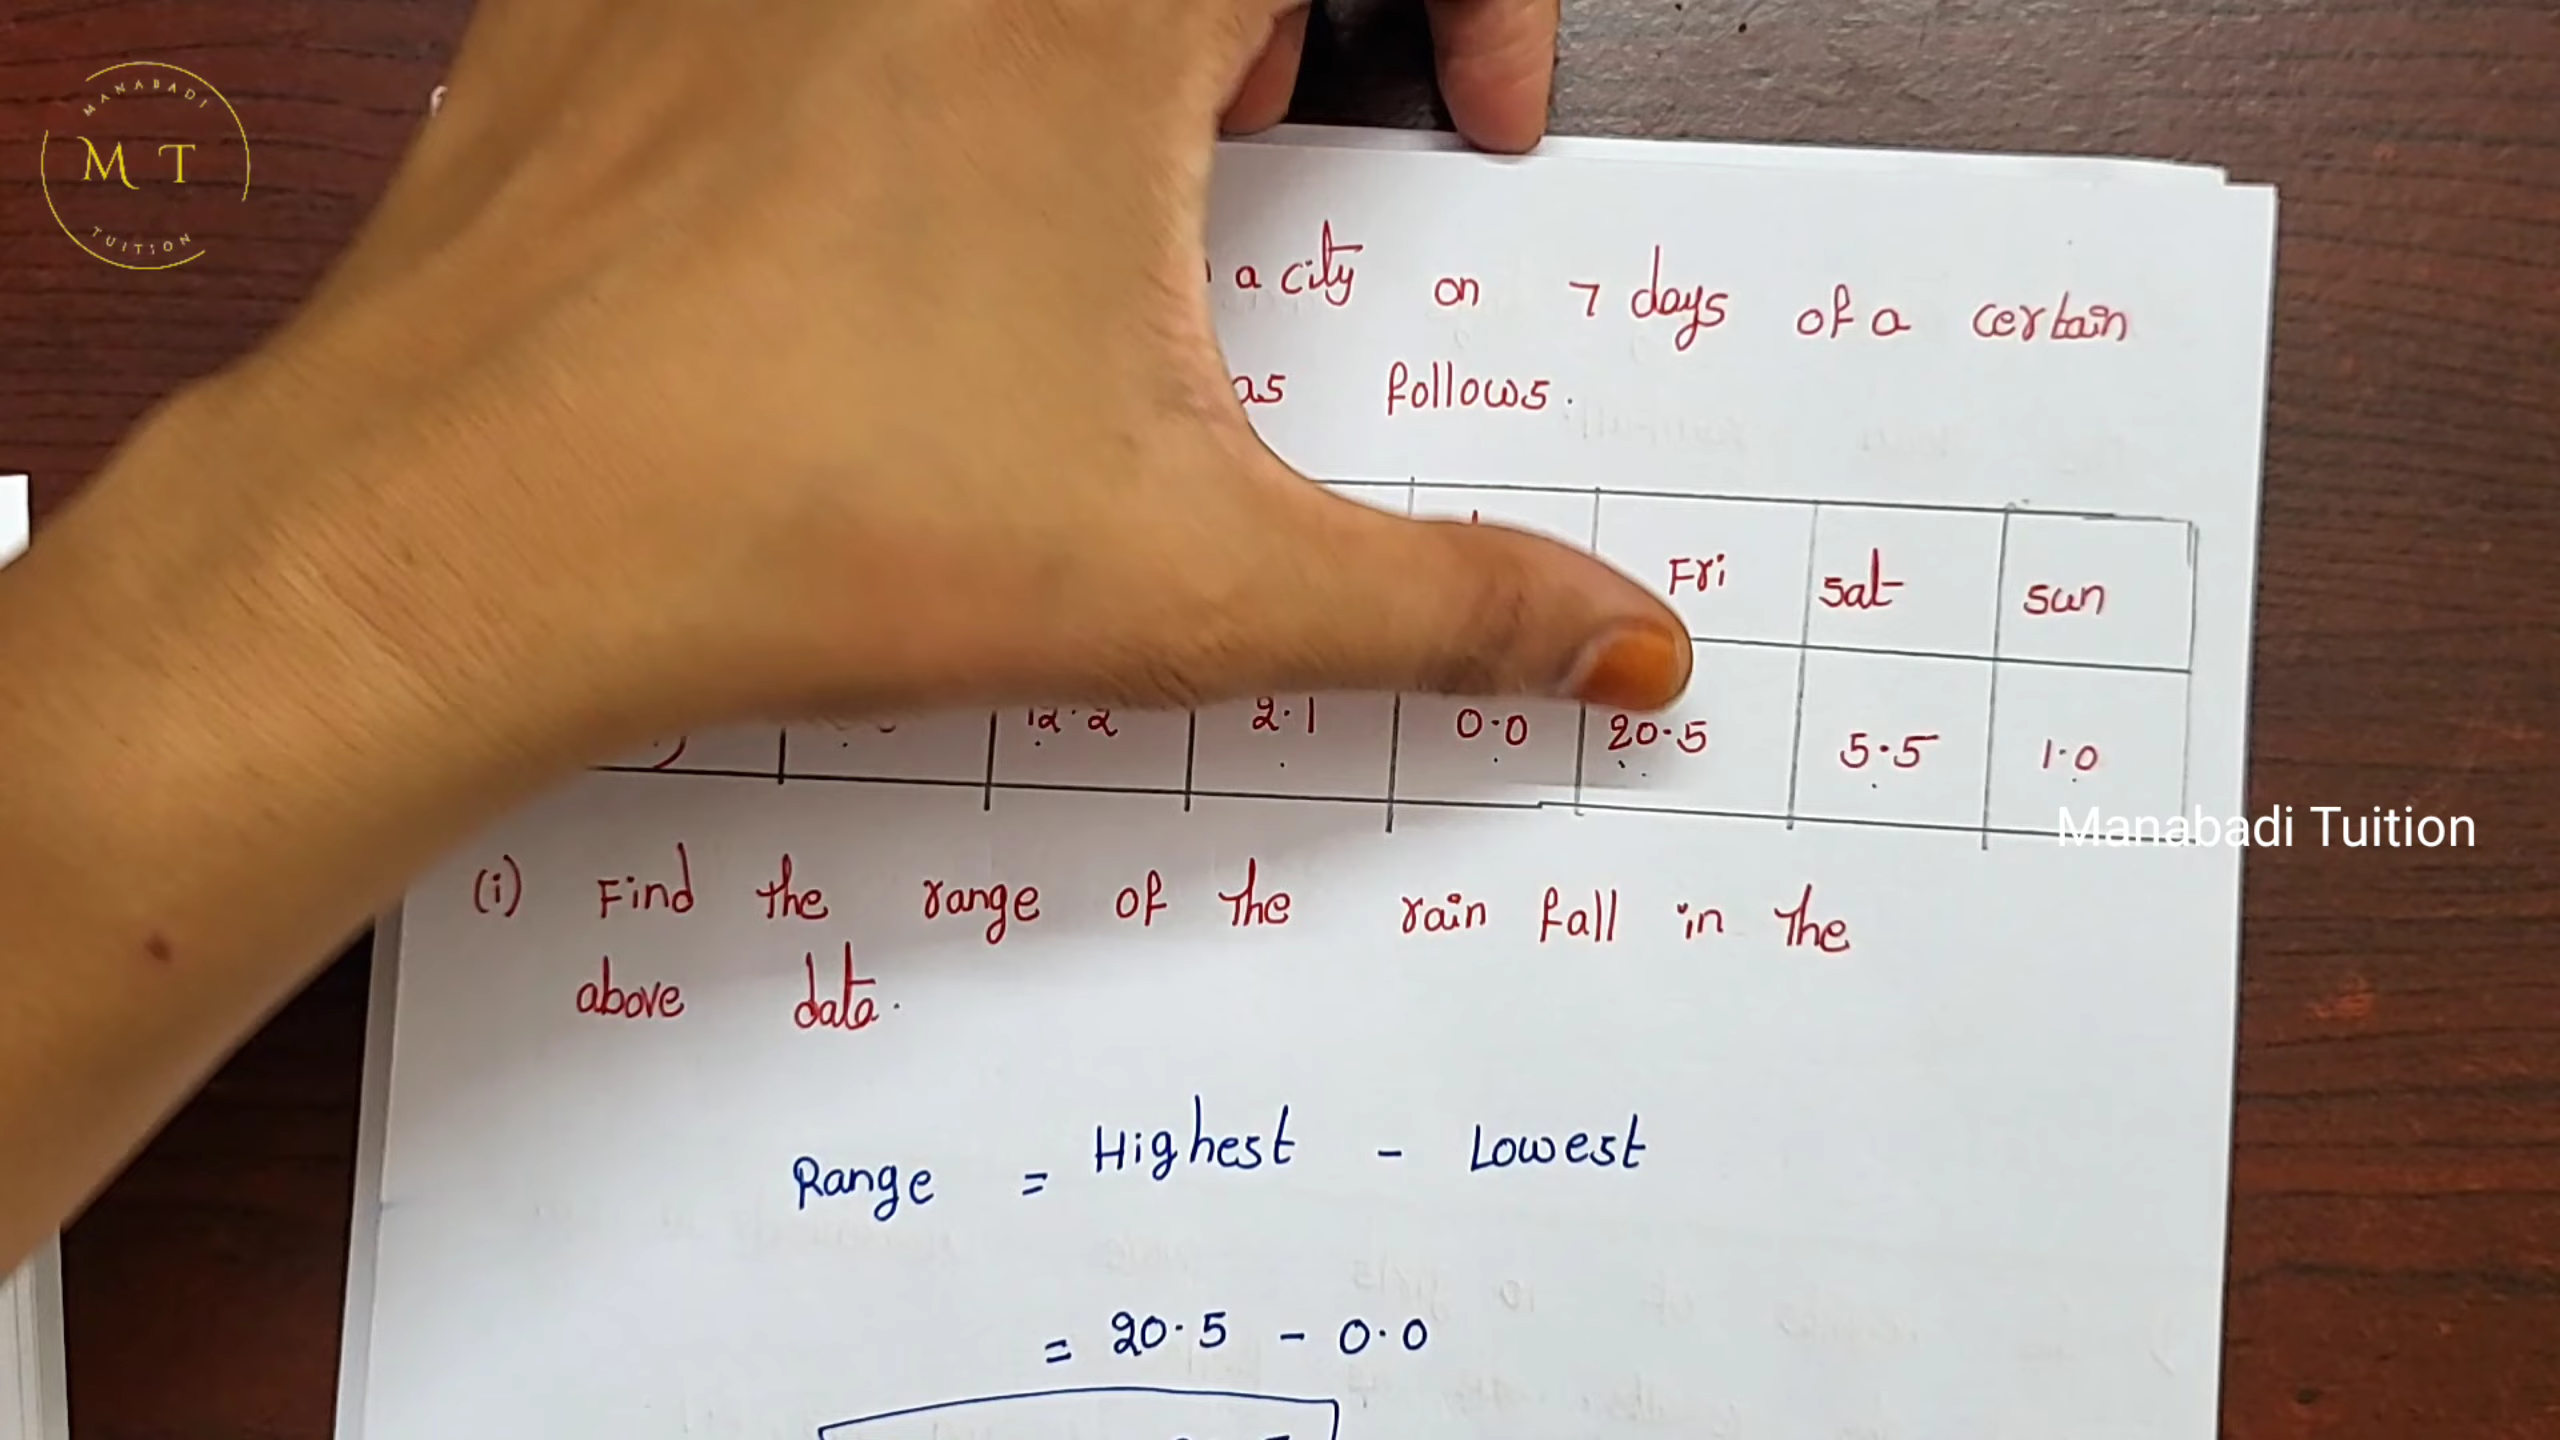 MANABADI
M T
TUITION
a city on 7 days of a certain
as follows.
Fri Sat Sun
12.2 2.1 0.0 20.5 5.5 1.0
Manabadi Tuition
(i) Find the range of the rain fall in the
above data.
Range = Highest - Lowest
= 20.5 - 0.0